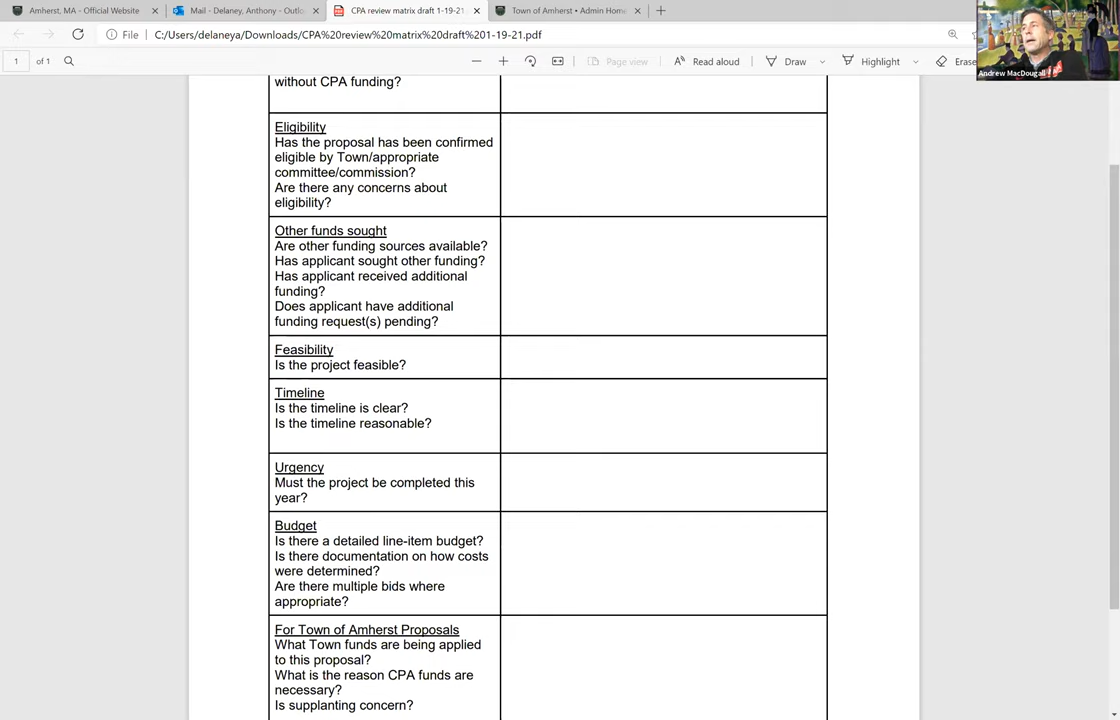 Amherst, MA - Official Website
Mail - Delaney, Anthony - Outlo
CPA review matrix draft 1-19-21.
Town of Amherst • Admin Home
File
C:/Users/delaneya/Downloads/CPA%20review%20matrix%20draft%201-19-21.pdf
1 of 1
Page view
Read aloud
Draw
Highlight
Erase
Andrew MacDougall
without CPA funding?
Eligibility
Has the proposal has been confirmed
eligible by Town/appropriate
committee/commission?
Are there any concerns about
eligibility?
Other funds sought
Are other funding sources available?
Has applicant sought other funding?
Has applicant received additional
funding?
Does applicant have additional
funding request(s) pending?
Feasibility
Is the project feasible?
Timeline
Is the timeline is clear?
Is the timeline reasonable?
Urgency
Must the project be completed this
year?
Budget
Is there a detailed line-item budget?
Is there documentation on how costs
were determined?
Are there multiple bids where
appropriate?
For Town of Amherst Proposals
What Town funds are being applied
to this proposal?
What is the reason CPA funds are
necessary?
Is supplanting concern?